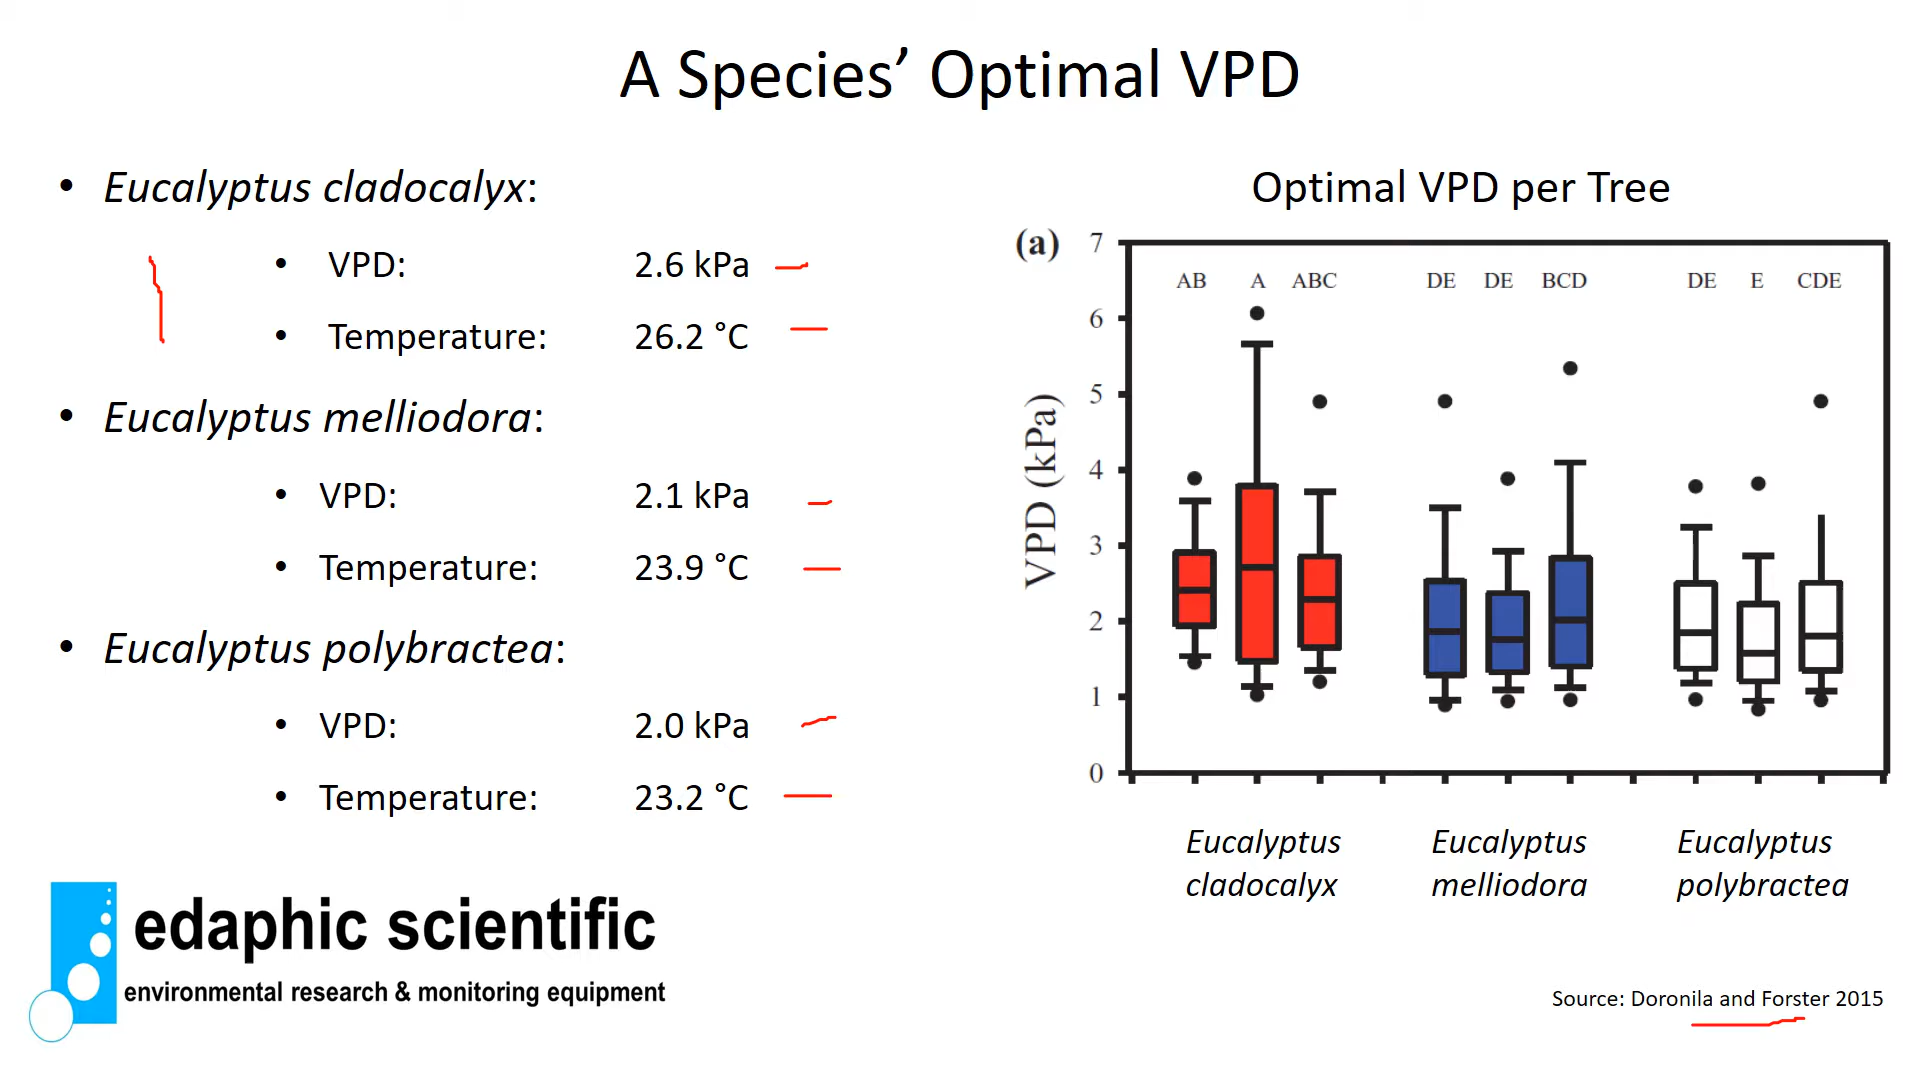 A Species’ Optimal VPD
• Eucalyptus cladocalyx:
• VPD: 2.6 kPa
• Temperature: 26.2 °C
• Eucalyptus melliodora:
• VPD: 2.1 kPa
• Temperature: 23.9 °C
• Eucalyptus polybractea:
• VPD: 2.0 kPa
• Temperature: 23.2 °C
edaphic scientific
environmental research & monitoring equipment
Optimal VPD per Tree
(a)
VPD (kPa)
7
6
5
4
3
2
1
0
AB A ABC DE DE BCD DE E CDE
Eucalyptus Eucalyptus Eucalyptus
cladocalyx melliodora polybractea
Source: Doronila and Forster 2015